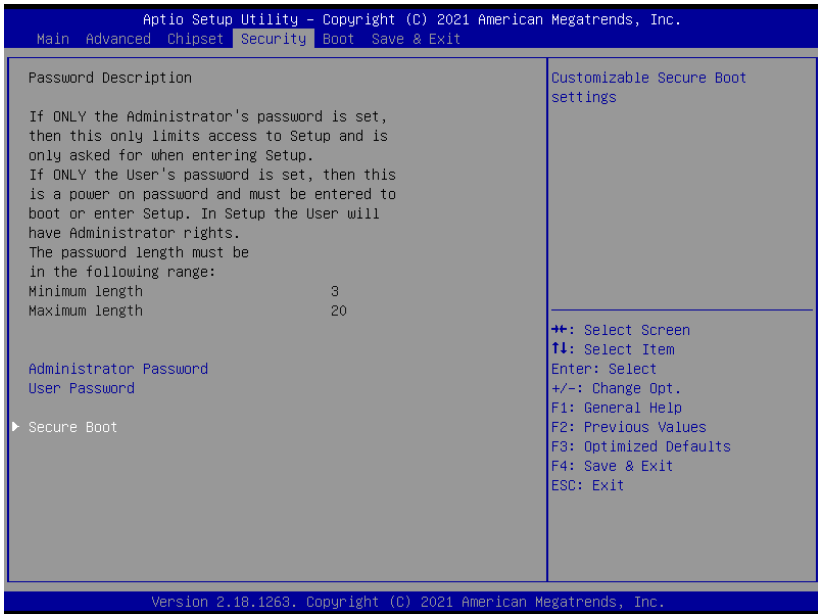 Aptio Setup Utility – Copyright (C) 2021 American Megatrends, Inc.
Main Advanced Chipset Security Boot Save & Exit
Password Description
If ONLY the Administrator's password is set,
then this only limits access to Setup and is
only asked for when entering Setup.
If ONLY the User's password is set, then this
is a power on password and must be entered to
boot or enter Setup. In Setup the User will
have Administrator rights.
The password length must be
in the following range:
Minimum length 3
Maximum length 20
Administrator Password
User Password
Secure Boot
Customizable Secure Boot
settings
→←: Select Screen
↑↓: Select Item
Enter: Select
+/-: Change Opt.
F1: General Help
F2: Previous Values
F3: Optimized Defaults
F4: Save & Exit
ESC: Exit
Version 2.18.1263. Copyright (C) 2021 American Megatrends, Inc.